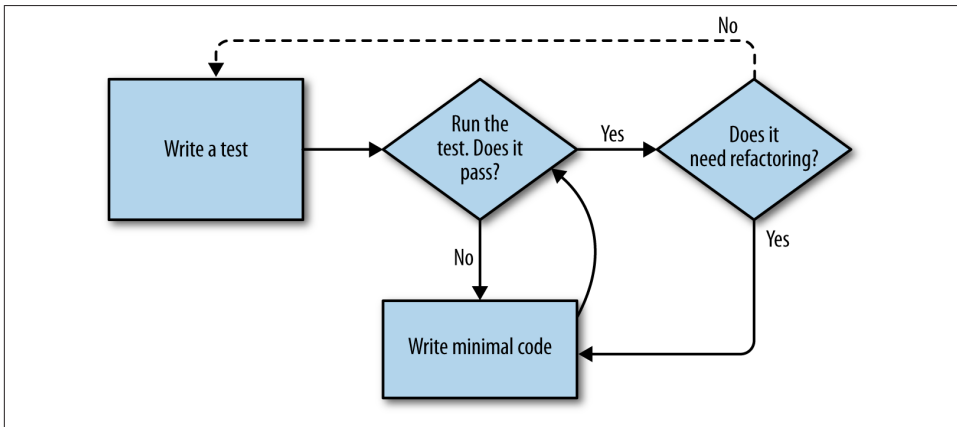 No
Write a test
Run the
test. Does it
pass?
Yes
Does it
need refactoring?
No
Yes
Write minimal code